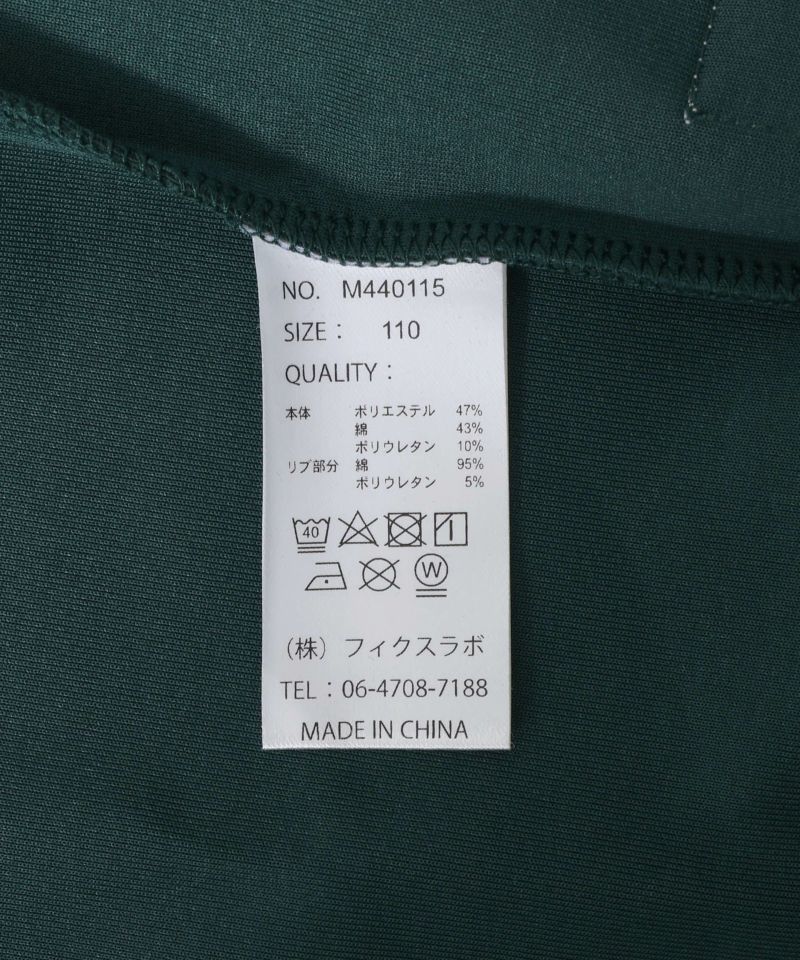 NO. M440115
SIZE : 110
QUALITY :
本体 ポリエステル 47%
綿 43%
ポリウレタン 10%
リブ部分 綿 95%
ポリウレタン 5%
40
W
(株) フィクスラボ
TEL : 06-4708-7188
MADE IN CHINA